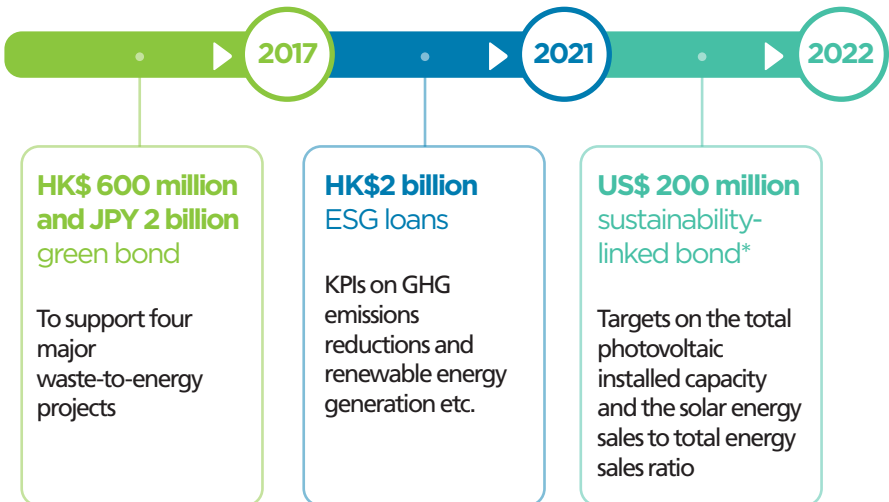 2017
2021
2022
HK$ 600 million
and JPY 2 billion
green bond
To support four
major
waste-to-energy
projects
HK$2 billion
ESG loans
KPIs on GHG
emissions
reductions and
renewable energy
generation etc.
US$ 200 million
sustainability-
linked bond*
Targets on the total
photovoltaic
installed capacity
and the solar energy
sales to total energy
sales ratio